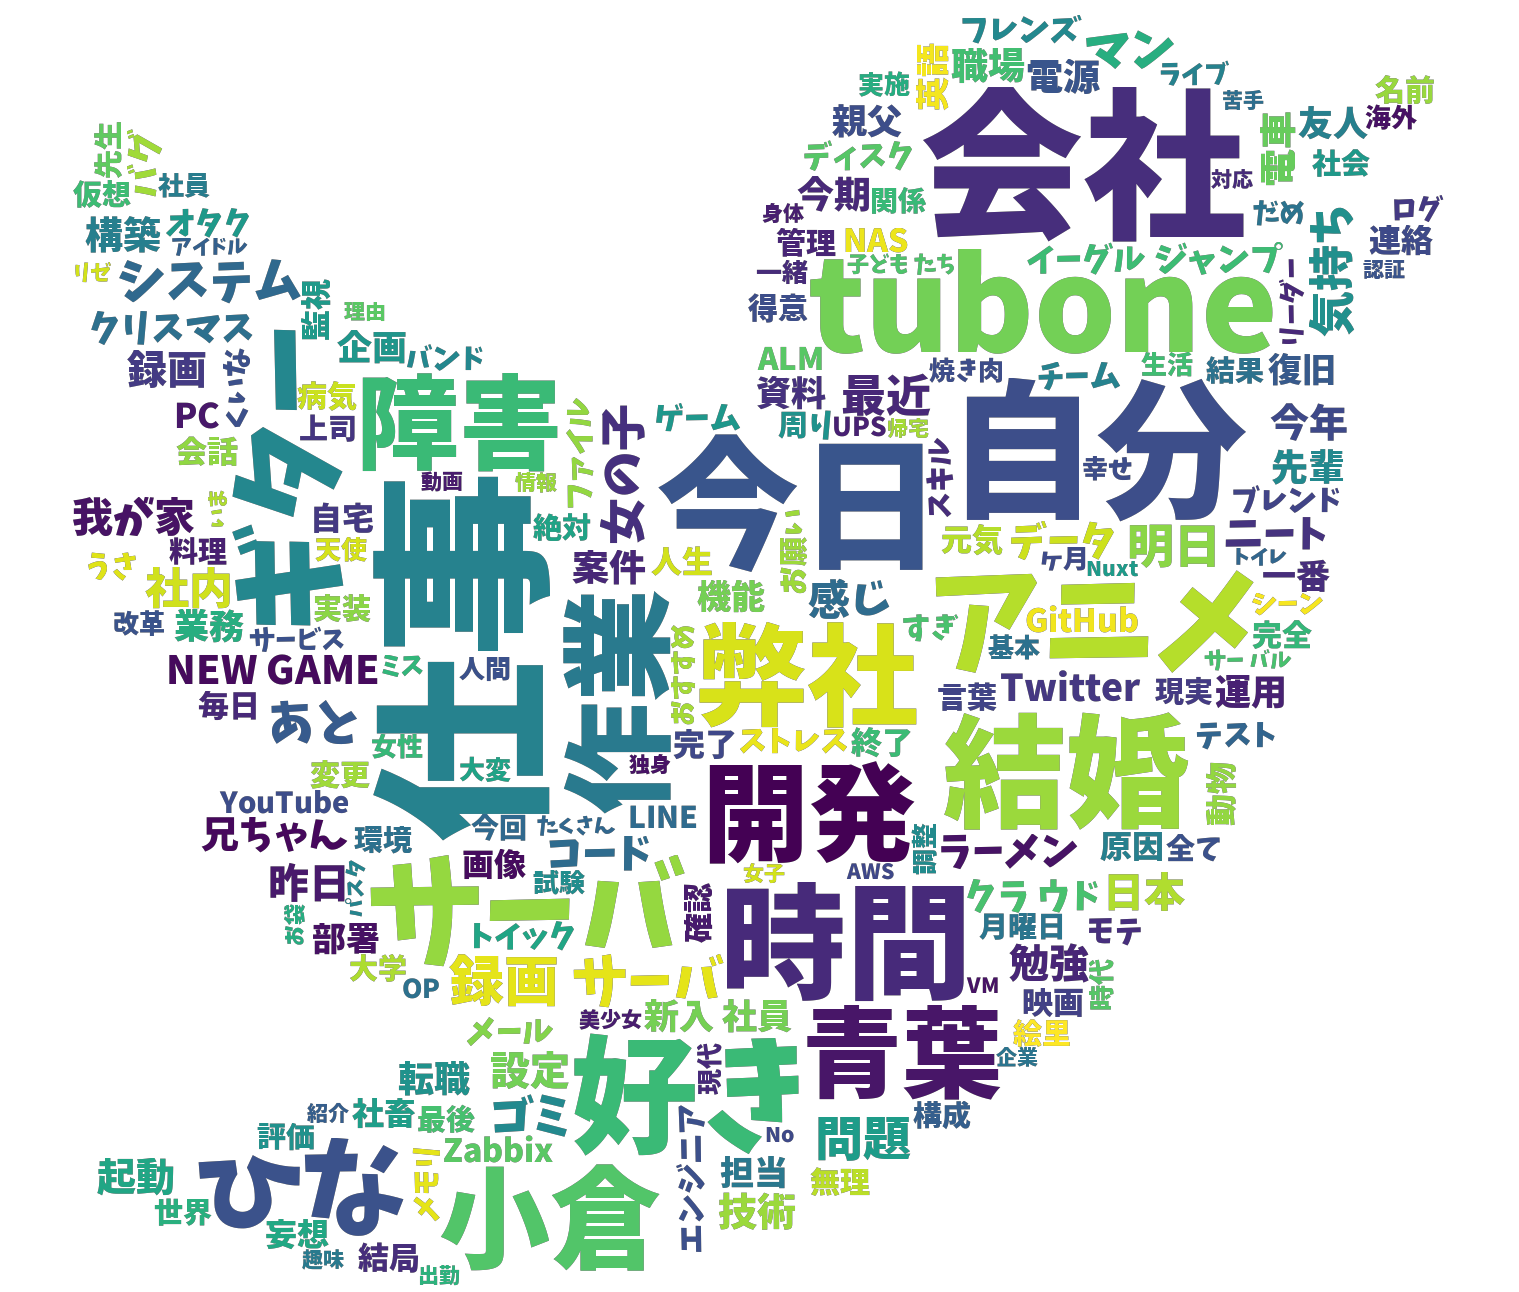 フレンズ
マン
英語
職場
電源
ライブ
実施
苦手
名前
親父
会社
電車
友人
海外
ディスク
社会
先生
バグ
仮想
社員
今期
関係
対応
身体
だめ
ログ
構築
オタク
アイドル
管理
NAS
気持ち
連絡
リゼ
システム
監視
一緒
子どもたち
イーグル ジャンプ
リーダー
認証
得意
tubone
クリスマス
理由
企画
バンド
録画
くいな
ALM
焼き肉
チーム
生活
結果
復旧
PC
病気
上司
障害
ファイル
女の子
ゲーム
資料
最近
周り
UPS
帰宅
自分
今年
会話
ギター
動画
情報
今日
スキル
幸せ
先輩
我が家
いま
自宅
絶対
お願い
ブレンド
ニート
料理
天使
仕事
案件
人生
元気
データ
ケ月
明日
トイレ
一番
うさ
社内
実装
作業
機能
感じ
アニメ
Nuxt
シーン
改革
業務
サービス
おすすめ
弊社
すぎ
GitHub
基本
完全
サーバル
NEW GAME
ミス
人間
言葉
Twitter
現実
運用
毎日
あと
女性
大変
独身
完了
ストレス
終了
結婚
テスト
変更
動物
YouTube
兄ちゃん
環境
今回
たくさん
LINE
開発
コード
画像
調整
ラーメン
原因
全て
昨日
パスタ
サーバ
試験
確認
女子
AWS
クラウド
日本
お袋
部署
トイック
時間
月曜日
モテ
大学
OP
録画 サーバ
VM
勉強
時代
映画
メール
美少女
新入 社員
青葉
絵里
企業
転職
設定
好き
現代
構成
紹介
社畜
最後
ゴミ
エンジニア
No
問題
評価
Zabbix
起動
ひな
メモリ
小倉
担当
無理
世界
技術
妄想
趣味
結局
出勤